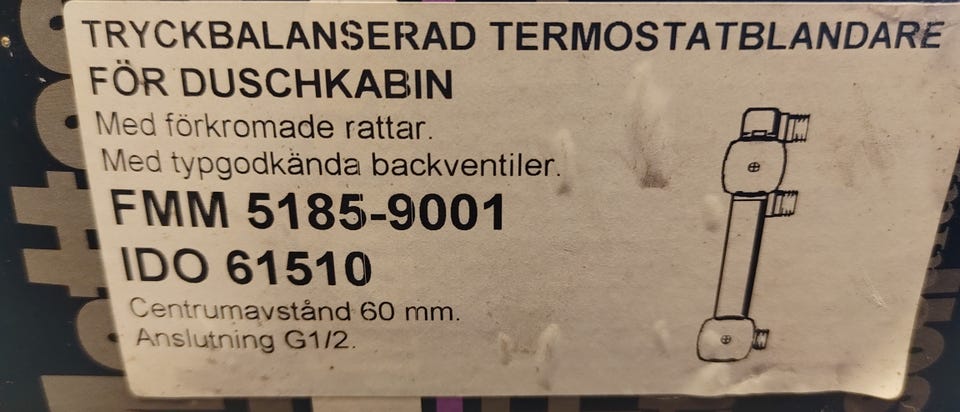 TRYCKBALANSERAD TERMOSTATBLANDARE
FÖR DUSCHKABIN
Med förkromade rattar.
Med typgodkända backventiler.
FMM 5185-9001
IDO 61510
Centrumavstånd 60 mm.
Anslutning G1/2.